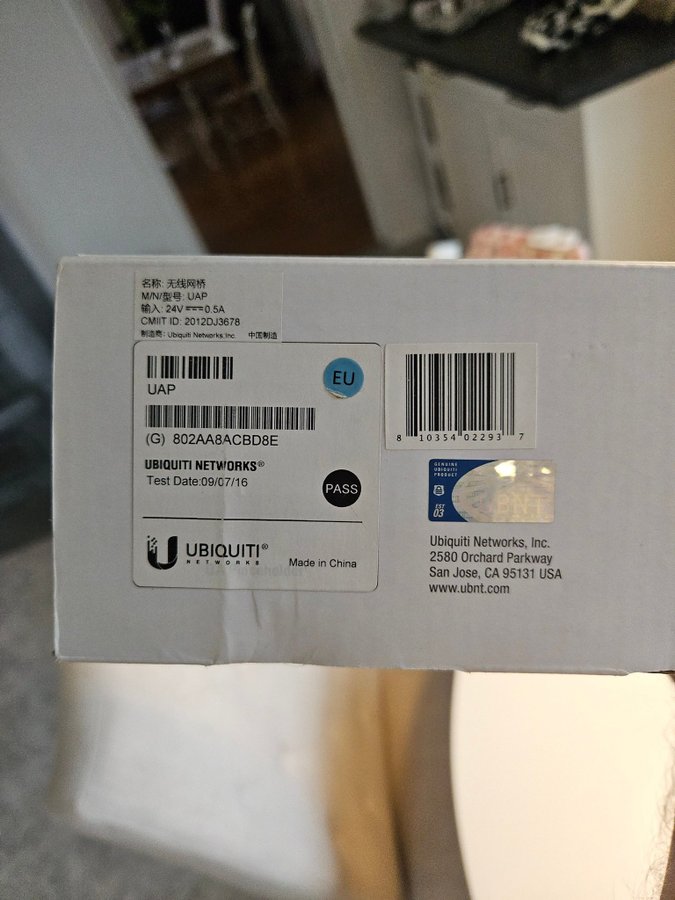 名称: 无线网桥
M/N/型号: UAP
输入: 24V⎓0.5A
CMIIT ID: 2012DJ3678
制造商: Ubiquiti Networks,Inc 中国制造
UAP
EU
(G) 802AA8ACBD8E
UBIQUITI NETWORKS®
Test Date:09/07/16
PASS
UBIQUITI®
NETWORKS
Made in China
8 10354 02293 7
GENUINE
UBIQUITI
PRODUCT
EST
03
UBNT
Ubiquiti Networks, Inc.
2580 Orchard Parkway
San Jose, CA 95131 USA
www.ubnt.com